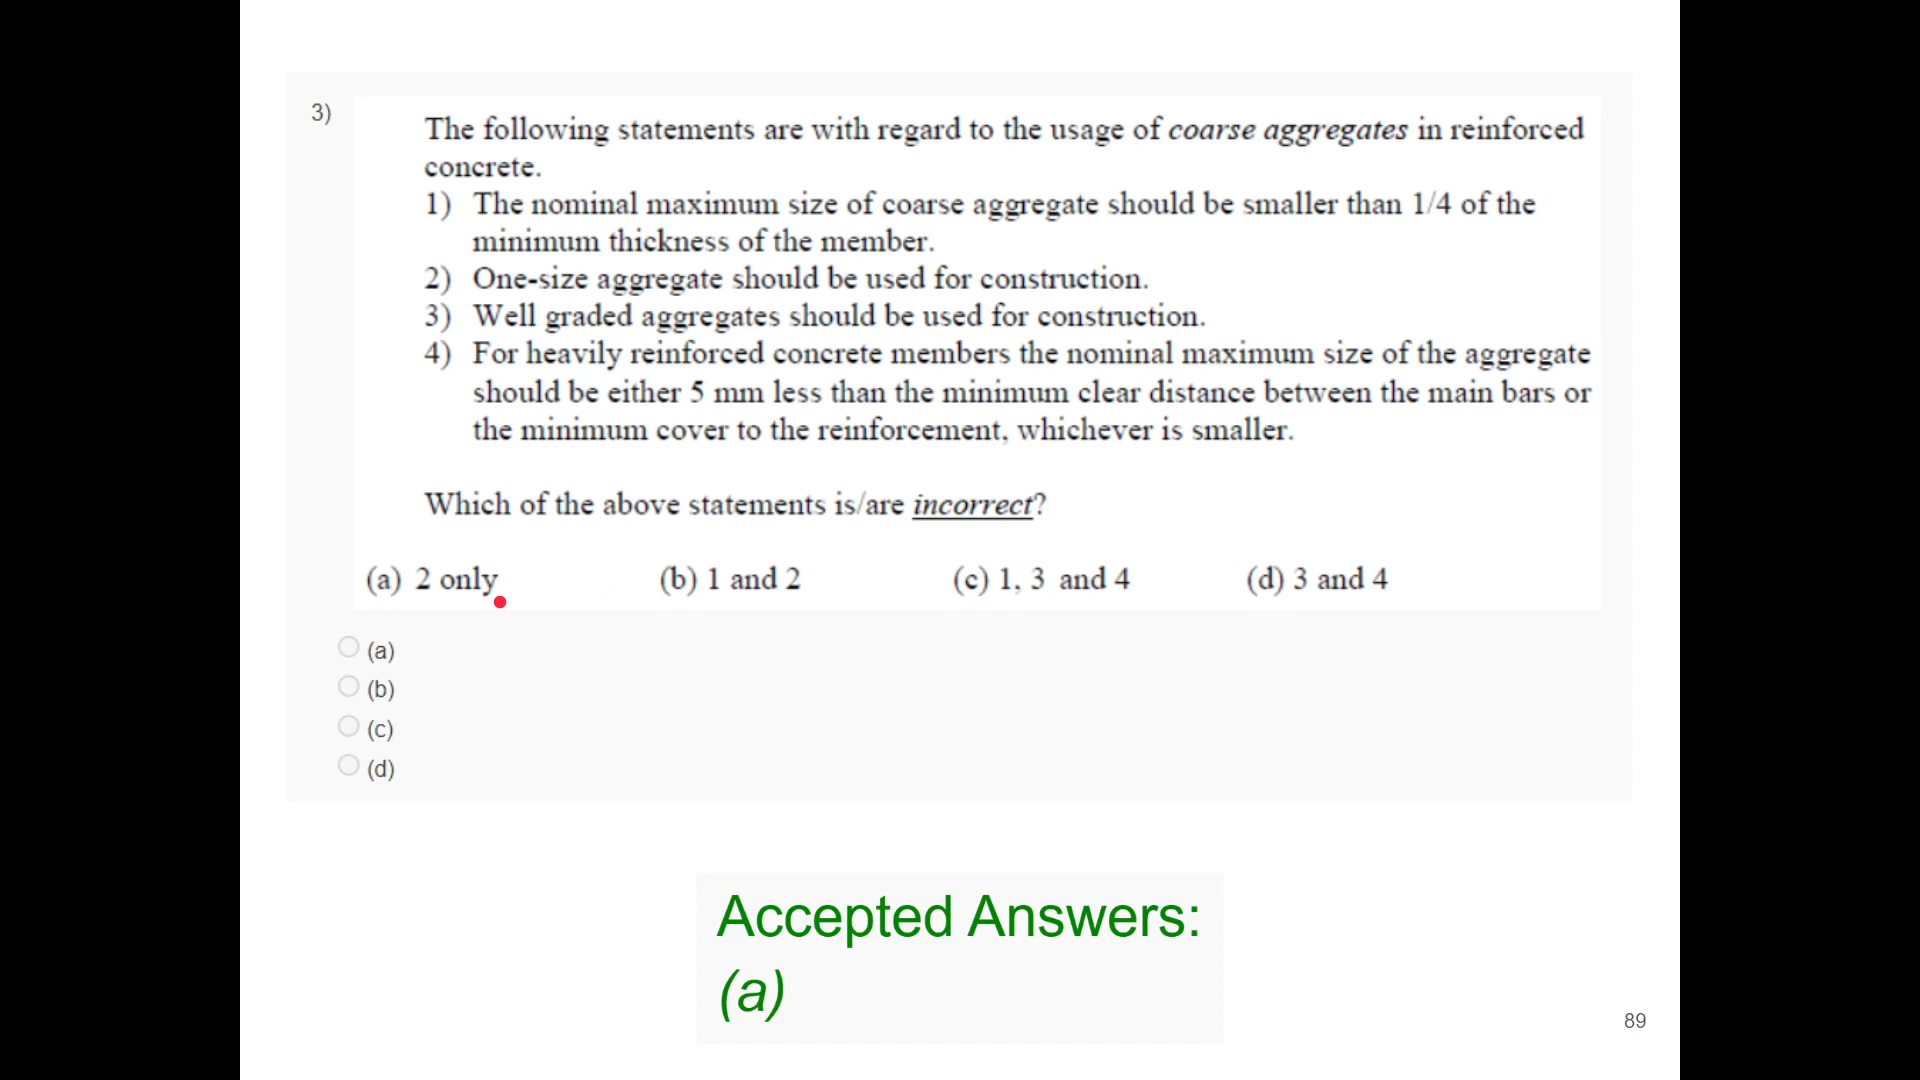 3)
The following statements are with regard to the usage of coarse aggregates in reinforced
concrete.
1) The nominal maximum size of coarse aggregate should be smaller than 1/4 of the
minimum thickness of the member.
2) One-size aggregate should be used for construction.
3) Well graded aggregates should be used for construction.
4) For heavily reinforced concrete members the nominal maximum size of the aggregate
should be either 5 mm less than the minimum clear distance between the main bars or
the minimum cover to the reinforcement, whichever is smaller.
Which of the above statements is/are incorrect?
(a) 2 only (b) 1 and 2 (c) 1, 3 and 4 (d) 3 and 4
(a)
(b)
(c)
(d)
Accepted Answers:
(a)
89